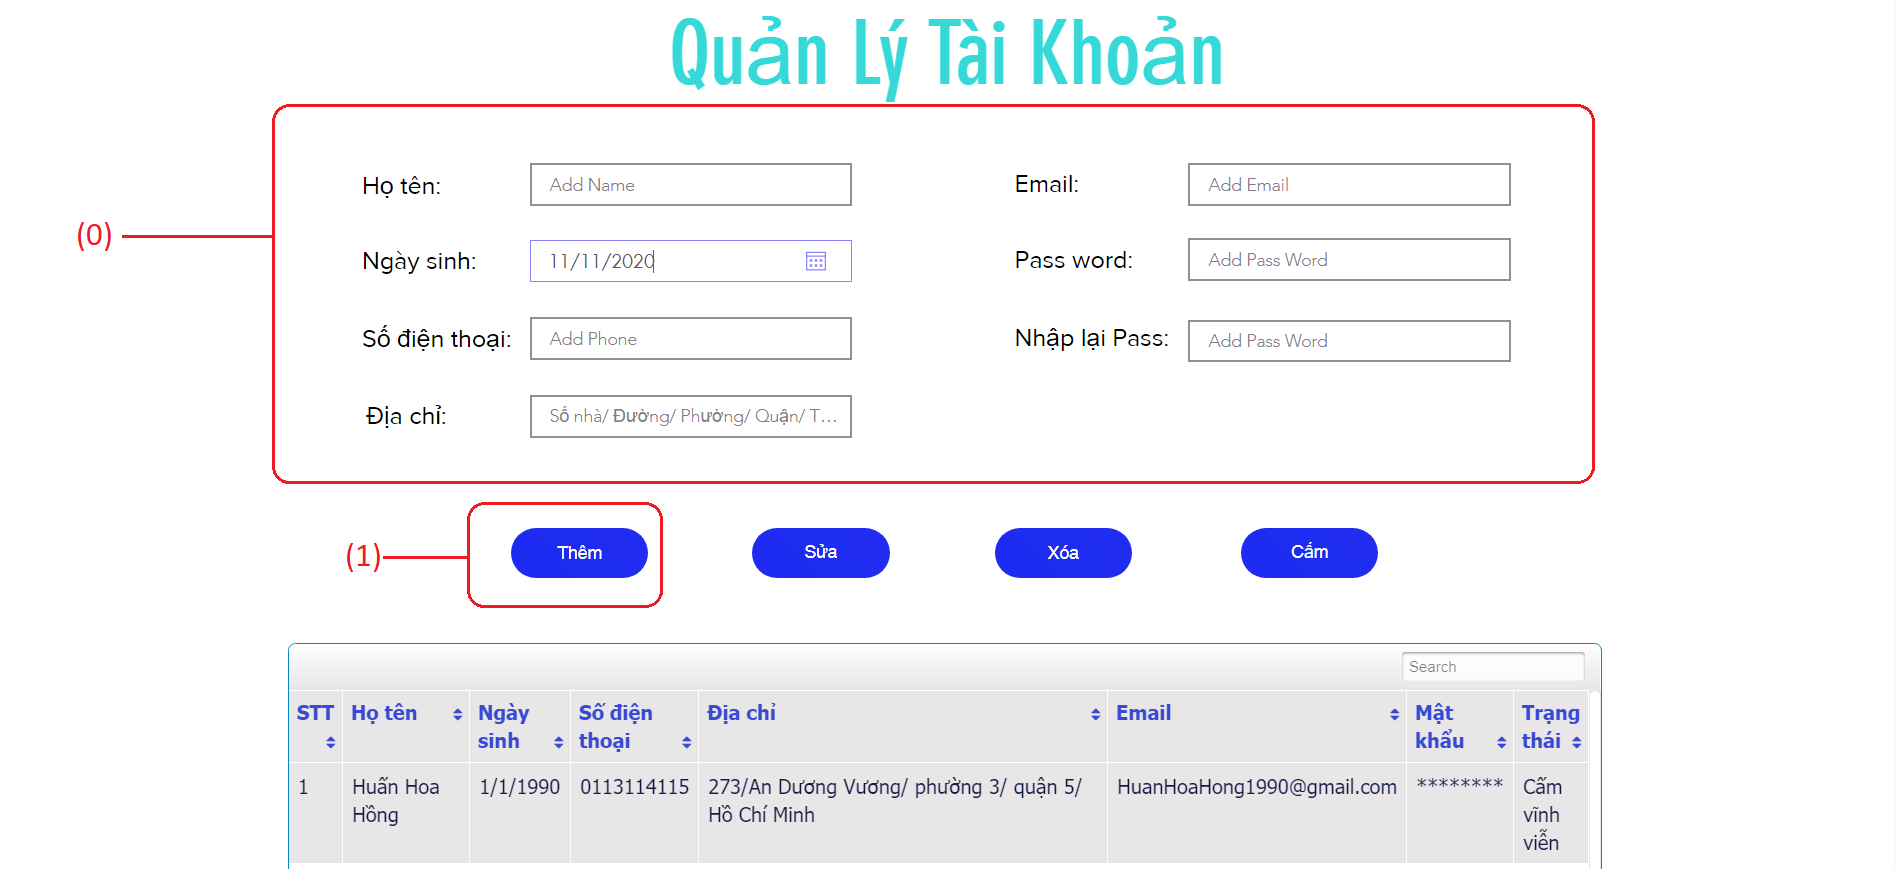 Quản Lý Tài Khoản
Họ tên: Add Name Email: Add Email
(0)
Ngày sinh: 11/11/2020 Pass word: Add Pass Word
Số điện thoại: Add Phone Nhập lại Pass: Add Pass Word
Địa chỉ: Số nhà/ Đường/ Phường/ Quận/ T...
(1) Thêm Sửa Xóa Cấm
Search
STT Họ tên Ngày sinh Số điện thoại Địa chỉ Email Mật khẩu Trạng thái
1 Huấn Hoa Hồng 1/1/1990 0113114115 273/An Dương Vương/ phường 3/ quận 5/ Hồ Chí Minh HuanHoaHong1990@gmail.com ******** Cấm vĩnh viễn